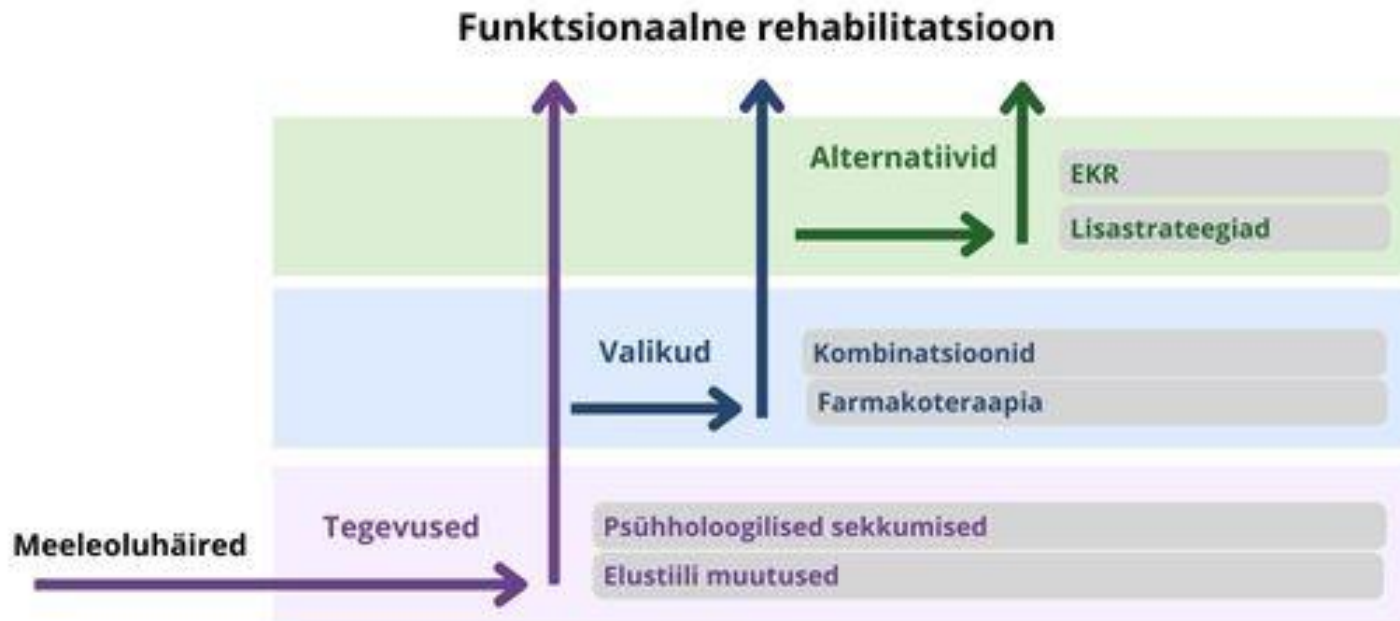 Funktsionaalne rehabilitatsioon
Alternatiivid
EKR
Lisastrateegiad
Valikud
Kombinatsioonid
Farmakoteraapia
Meeleoluhäired
Tegevused
Psühholoogilised sekkumised
Elustiili muutused